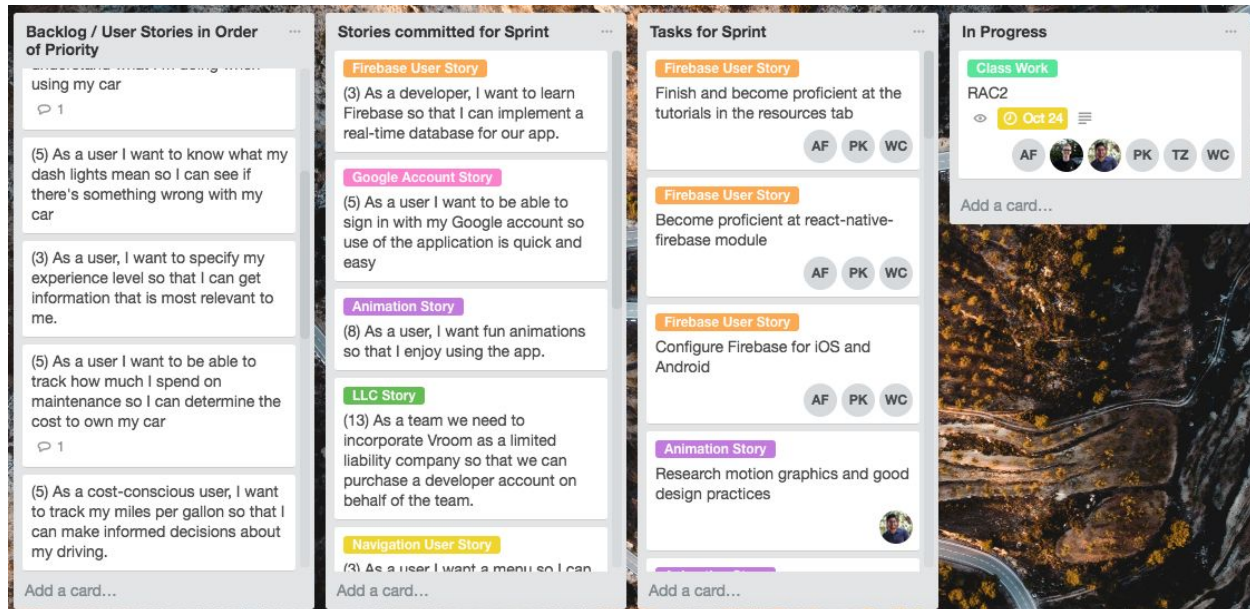 Backlog / User Stories in Order
of Priority
using my car
1
(5) As a user I want to know what my
dash lights mean so I can see if
there's something wrong with my
car
(3) As a user, I want to specify my
experience level so that I can get
information that is most relevant to
me.
(5) As a user I want to be able to
track how much I spend on
maintenance so I can determine the
cost to own my car
1
(5) As a cost-conscious user, I want
to track my miles per gallon so that I
can make informed decisions about
my driving.
Add a card...
Stories committed for Sprint
Firebase User Story
(3) As a developer, I want to learn
Firebase so that I can implement a
real-time database for our app.
Google Account Story
(5) As a user I want to be able to
sign in with my Google account so
use of the application is quick and
easy
Animation Story
(8) As a user, I want fun animations
so that I enjoy using the app.
LLC Story
(13) As a team we need to
incorporate Vroom as a limited
liability company so that we can
purchase a developer account on
behalf of the team.
Navigation User Story
(3) As a user I want a menu so I can
Add a card...
Tasks for Sprint
Firebase User Story
Finish and become proficient at the
tutorials in the resources tab
AF PK WC
Firebase User Story
Become proficient at react-native-
firebase module
AF PK WC
Firebase User Story
Configure Firebase for iOS and
Android
AF PK WC
Animation Story
Research motion graphics and good
design practices
Animation Story
Add a card...
In Progress
Class Work
RAC2
Oct 24
AF PK TZ WC
Add a card...